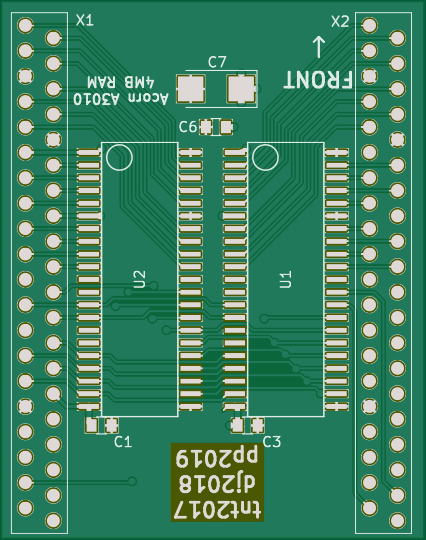 X1
X2
C7
↑
FRONT
Acorn A3010
4MB RAM
C6
U2
U1
C1
C3
tnt2017
dj2018
pp2019